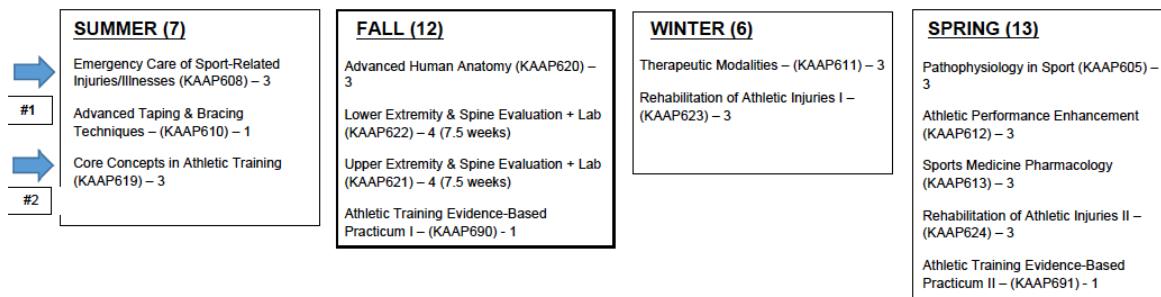 #1
#2
SUMMER (7)
Emergency Care of Sport-Related
Injuries/Illnesses (KAAP608) – 3
Advanced Taping & Bracing
Techniques – (KAAP610) – 1
Core Concepts in Athletic Training
(KAAP619) – 3
FALL (12)
Advanced Human Anatomy (KAAP620) –
3
Lower Extremity & Spine Evaluation + Lab
(KAAP622) – 4 (7.5 weeks)
Upper Extremity & Spine Evaluation + Lab
(KAAP621) – 4 (7.5 weeks)
Athletic Training Evidence-Based
Practicum I – (KAAP690) - 1
WINTER (6)
Therapeutic Modalities – (KAAP611) – 3
Rehabilitation of Athletic Injuries I –
(KAAP623) – 3
SPRING (13)
Pathophysiology in Sport (KAAP605) –
3
Athletic Performance Enhancement
(KAAP612) – 3
Sports Medicine Pharmacology
(KAAP613) – 3
Rehabilitation of Athletic Injuries II –
(KAAP624) – 3
Athletic Training Evidence-Based
Practicum II – (KAAP691) - 1